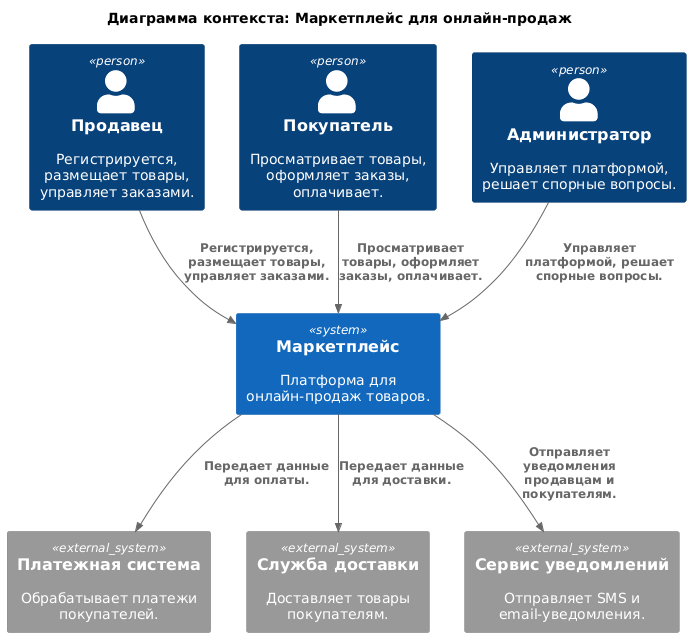 Диаграмма контекста: Маркетплейс для онлайн-продаж
«person»
Продавец
Регистрируется,
размещает товары,
управляет заказами.
«person»
Покупатель
Просматривает товары,
оформляет заказы,
оплачивает.
«person»
Администратор
Управляет платформой,
решает спорные вопросы.
Регистрируется,
размещает товары,
управляет заказами.
Просматривает
товары, оформляет
заказы, оплачивает.
Управляет
платформой, решает
спорные вопросы.
«system»
Маркетплейс
Платформа для
онлайн-продаж товаров.
Передает данные
для оплаты.
Передает данные
для доставки.
Отправляет
уведомления
продавцам и
покупателям.
«external_system»
Платежная система
Обрабатывает платежи
покупателей.
«external_system»
Служба доставки
Доставляет товары
покупателям.
«external_system»
Сервис уведомлений
Отправляет SMS и
email-уведомления.